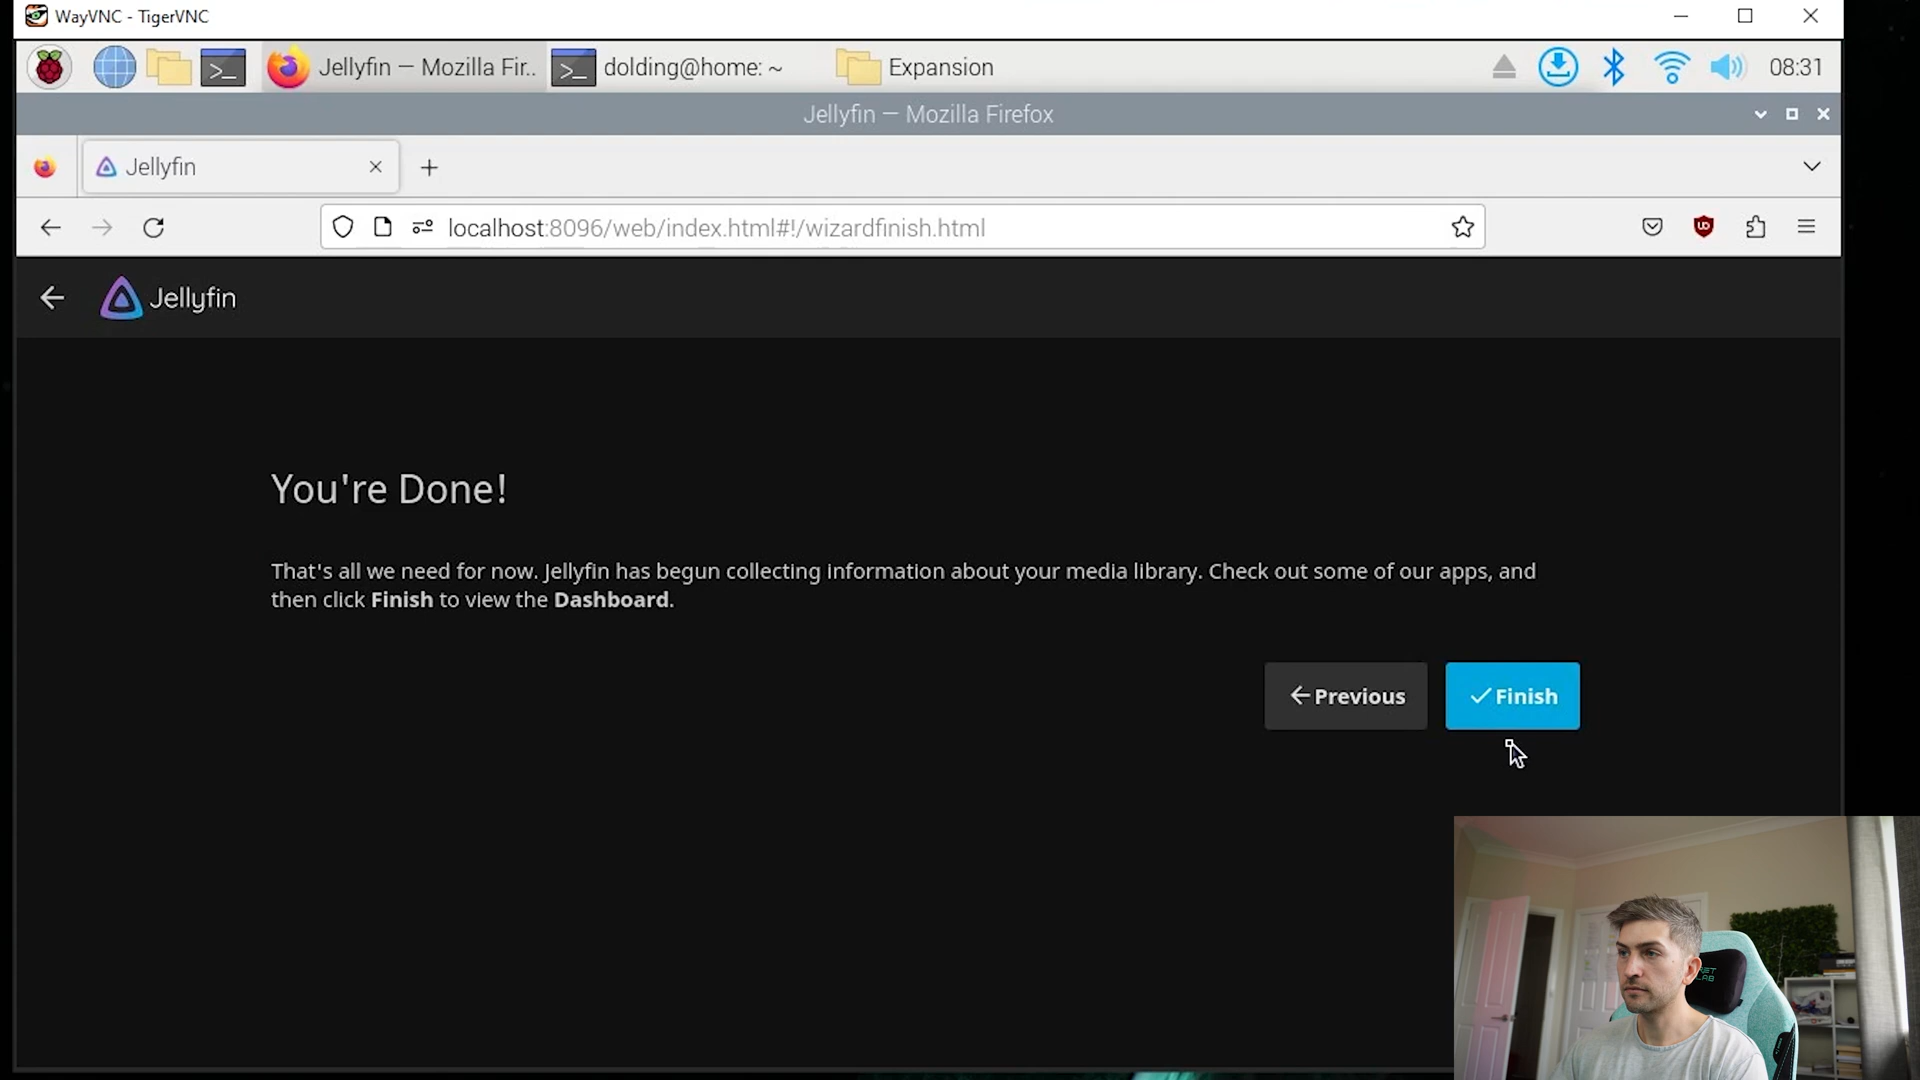 WayVNC - TigerVNC
Jellyfin — Mozilla Fir..
dolding@home: ~
Expansion
08:31
Jellyfin — Mozilla Firefox
Jellyfin
localhost:8096/web/index.html#!/wizardfinish.html
Jellyfin
You're Done!
That's all we need for now. Jellyfin has begun collecting information about your media library. Check out some of our apps, and
then click Finish to view the Dashboard.
Previous
Finish